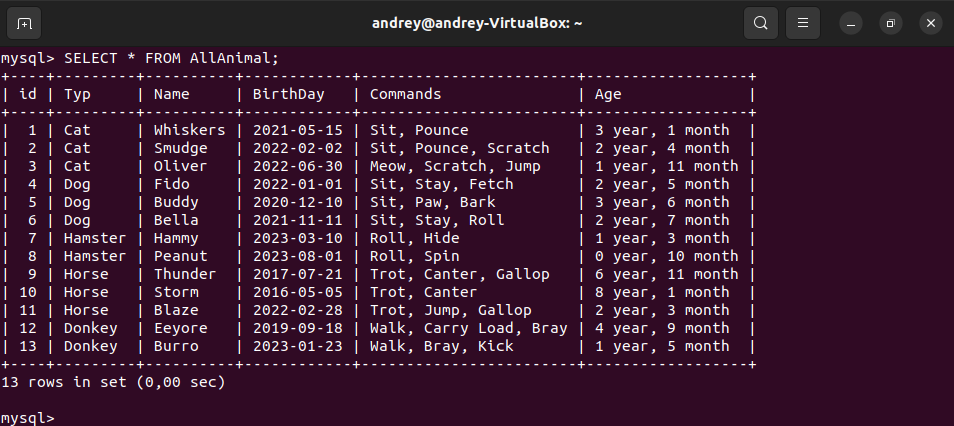 andrey@andrey-VirtualBox: ~
mysql> SELECT * FROM AllAnimal;
+----+---------+----------+------------+------------------------+------------------+
| id | Typ     | Name     | BirthDay   | Commands               | Age              |
+----+---------+----------+------------+------------------------+------------------+
|  1 | Cat     | Whiskers | 2021-05-15 | Sit, Pounce            | 3 year, 1 month  |
|  2 | Cat     | Smudge   | 2022-02-02 | Sit, Pounce, Scratch   | 2 year, 4 month  |
|  3 | Cat     | Oliver   | 2022-06-30 | Meow, Scratch, Jump    | 1 year, 11 month |
|  4 | Dog     | Fido     | 2022-01-01 | Sit, Stay, Fetch       | 2 year, 5 month  |
|  5 | Dog     | Buddy    | 2020-12-10 | Sit, Paw, Bark         | 3 year, 6 month  |
|  6 | Dog     | Bella    | 2021-11-11 | Sit, Stay, Roll        | 2 year, 7 month  |
|  7 | Hamster | Hammy    | 2023-03-10 | Roll, Hide             | 1 year, 3 month  |
|  8 | Hamster | Peanut   | 2023-08-01 | Roll, Spin             | 0 year, 10 month |
|  9 | Horse   | Thunder  | 2017-07-21 | Trot, Canter, Gallop   | 6 year, 11 month |
| 10 | Horse   | Storm    | 2016-05-05 | Trot, Canter           | 8 year, 1 month  |
| 11 | Horse   | Blaze    | 2022-02-28 | Trot, Jump, Gallop     | 2 year, 3 month  |
| 12 | Donkey  | Eeyore   | 2019-09-18 | Walk, Carry Load, Bray | 4 year, 9 month  |
| 13 | Donkey  | Burro    | 2023-01-23 | Walk, Bray, Kick       | 1 year, 5 month  |
+----+---------+----------+------------+------------------------+------------------+
13 rows in set (0,00 sec)
mysql>